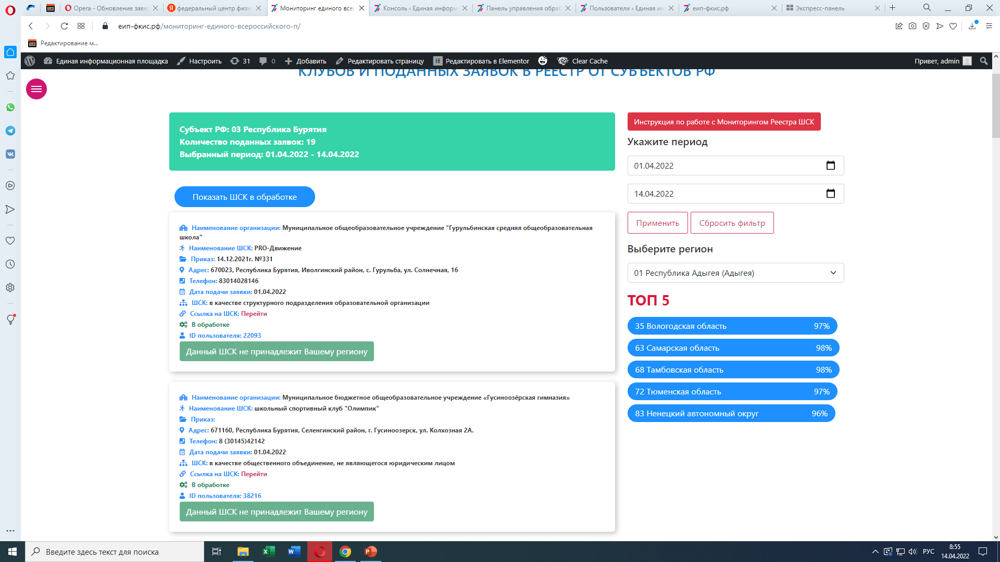 Opera - Обновление заве
федеральный центр физи
Мониторинг единого всер
Консоль ‹ Единая информ
Панель управления обра
Пользователи ‹ Единая ин
еип-фкис.рф
Экспресс-панель
еип-фкис.рф/мониторинг-единого-всероссийского-п/
Редактирование м...
Единая информационная площадка
Настроить
31
0
Добавить
Редактировать страницу
Редактировать в Elementor
Clear Cache
Привет, admin
КЛУБОВ И ПОДАННЫХ ЗАЯВОК В РЕЕСТР ОТ СУБЪЕКТОВ РФ
Субъект РФ: 03 Республика Бурятия
Количество поданных заявок: 19
Выбранный период: 01.04.2022 - 14.04.2022
Показать ШСК в обработке
Наименование организации: Муниципальное общеобразовательное учреждение "Гурульбинская средняя общеобразовательная
школа"
Наименование ШСК: PRO-Движение
Приказ: 14.12.2021г. №331
Адрес: 670023, Республика Бурятия, Иволгинский район, с. Гурульба, ул. Солнечная, 16
Телефон: 83014028146
Дата подачи заявки: 01.04.2022
ШСК: в качестве структурного подразделения образовательной организации
Ссылка на ШСК: Перейти
В обработке
ID пользователя: 22093
Данный ШСК не принадлежит Вашему региону
Наименование организации: Муниципальное бюджетное общеобразовательное учреждение «Гусиноозёрская гимназия»
Наименование ШСК: школьный спортивный клуб "Олимпик"
Приказ:
Адрес: 671160, Республика Бурятия, Селенгинский район, г. Гусиноозерск, ул. Колхозная 2А.
Телефон: 8 (30145)42142
Дата подачи заявки: 01.04.2022
ШСК: в качестве общественного объединение, не являющегося юридическим лицом
Ссылка на ШСК: Перейти
В обработке
ID пользователя: 38216
Данный ШСК не принадлежит Вашему региону
Инструкция по работе с Мониторингом Реестра ШСК
Укажите период
01.04.2022
14.04.2022
Применить
Сбросить фильтр
Выберите регион
01 Республика Адыгея (Адыгея)
ТОП 5
35 Вологодская область 97%
63 Самарская область 98%
68 Тамбовская область 98%
72 Тюменская область 97%
83 Ненецкий автономный округ 96%
Введите здесь текст для поиска
РУС
8:55
14.04.2022